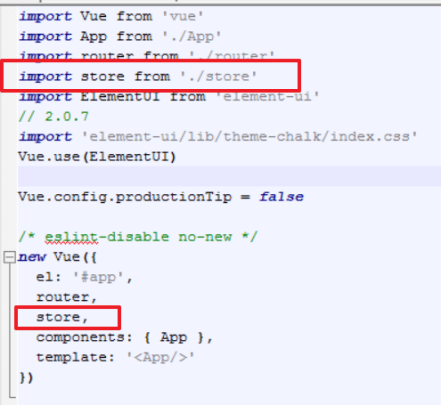 import Vue from 'vue'
import App from './App'
import router from './router'
import store from './store'
import ElementUI from 'element-ui'
// 2.0.7
import 'element-ui/lib/theme-chalk/index.css'
Vue.use(ElementUI)
Vue.config.productionTip = false
/* eslint-disable no-new */
new Vue({
el: '#app',
router,
store,
components: { App },
template: '<App/>'
})